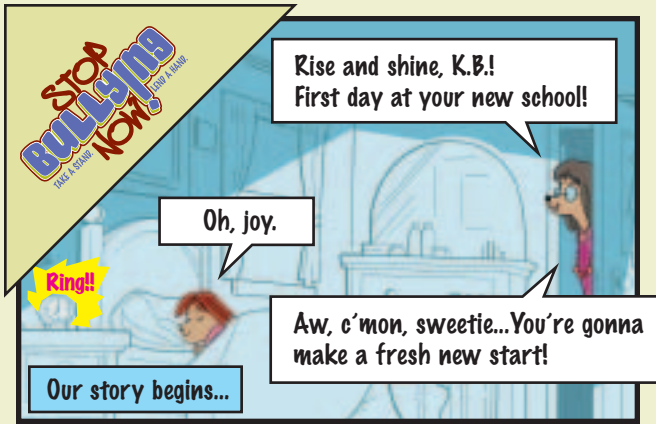 STOP
BULLYING
NOW!
TAKE A STAND.
LEND A HAND.
Rise and shine, K.B.!
First day at your new school!
Oh, joy.
Ring!!
Aw, c'mon, sweetie...You're gonna
make a fresh new start!
Our story begins...